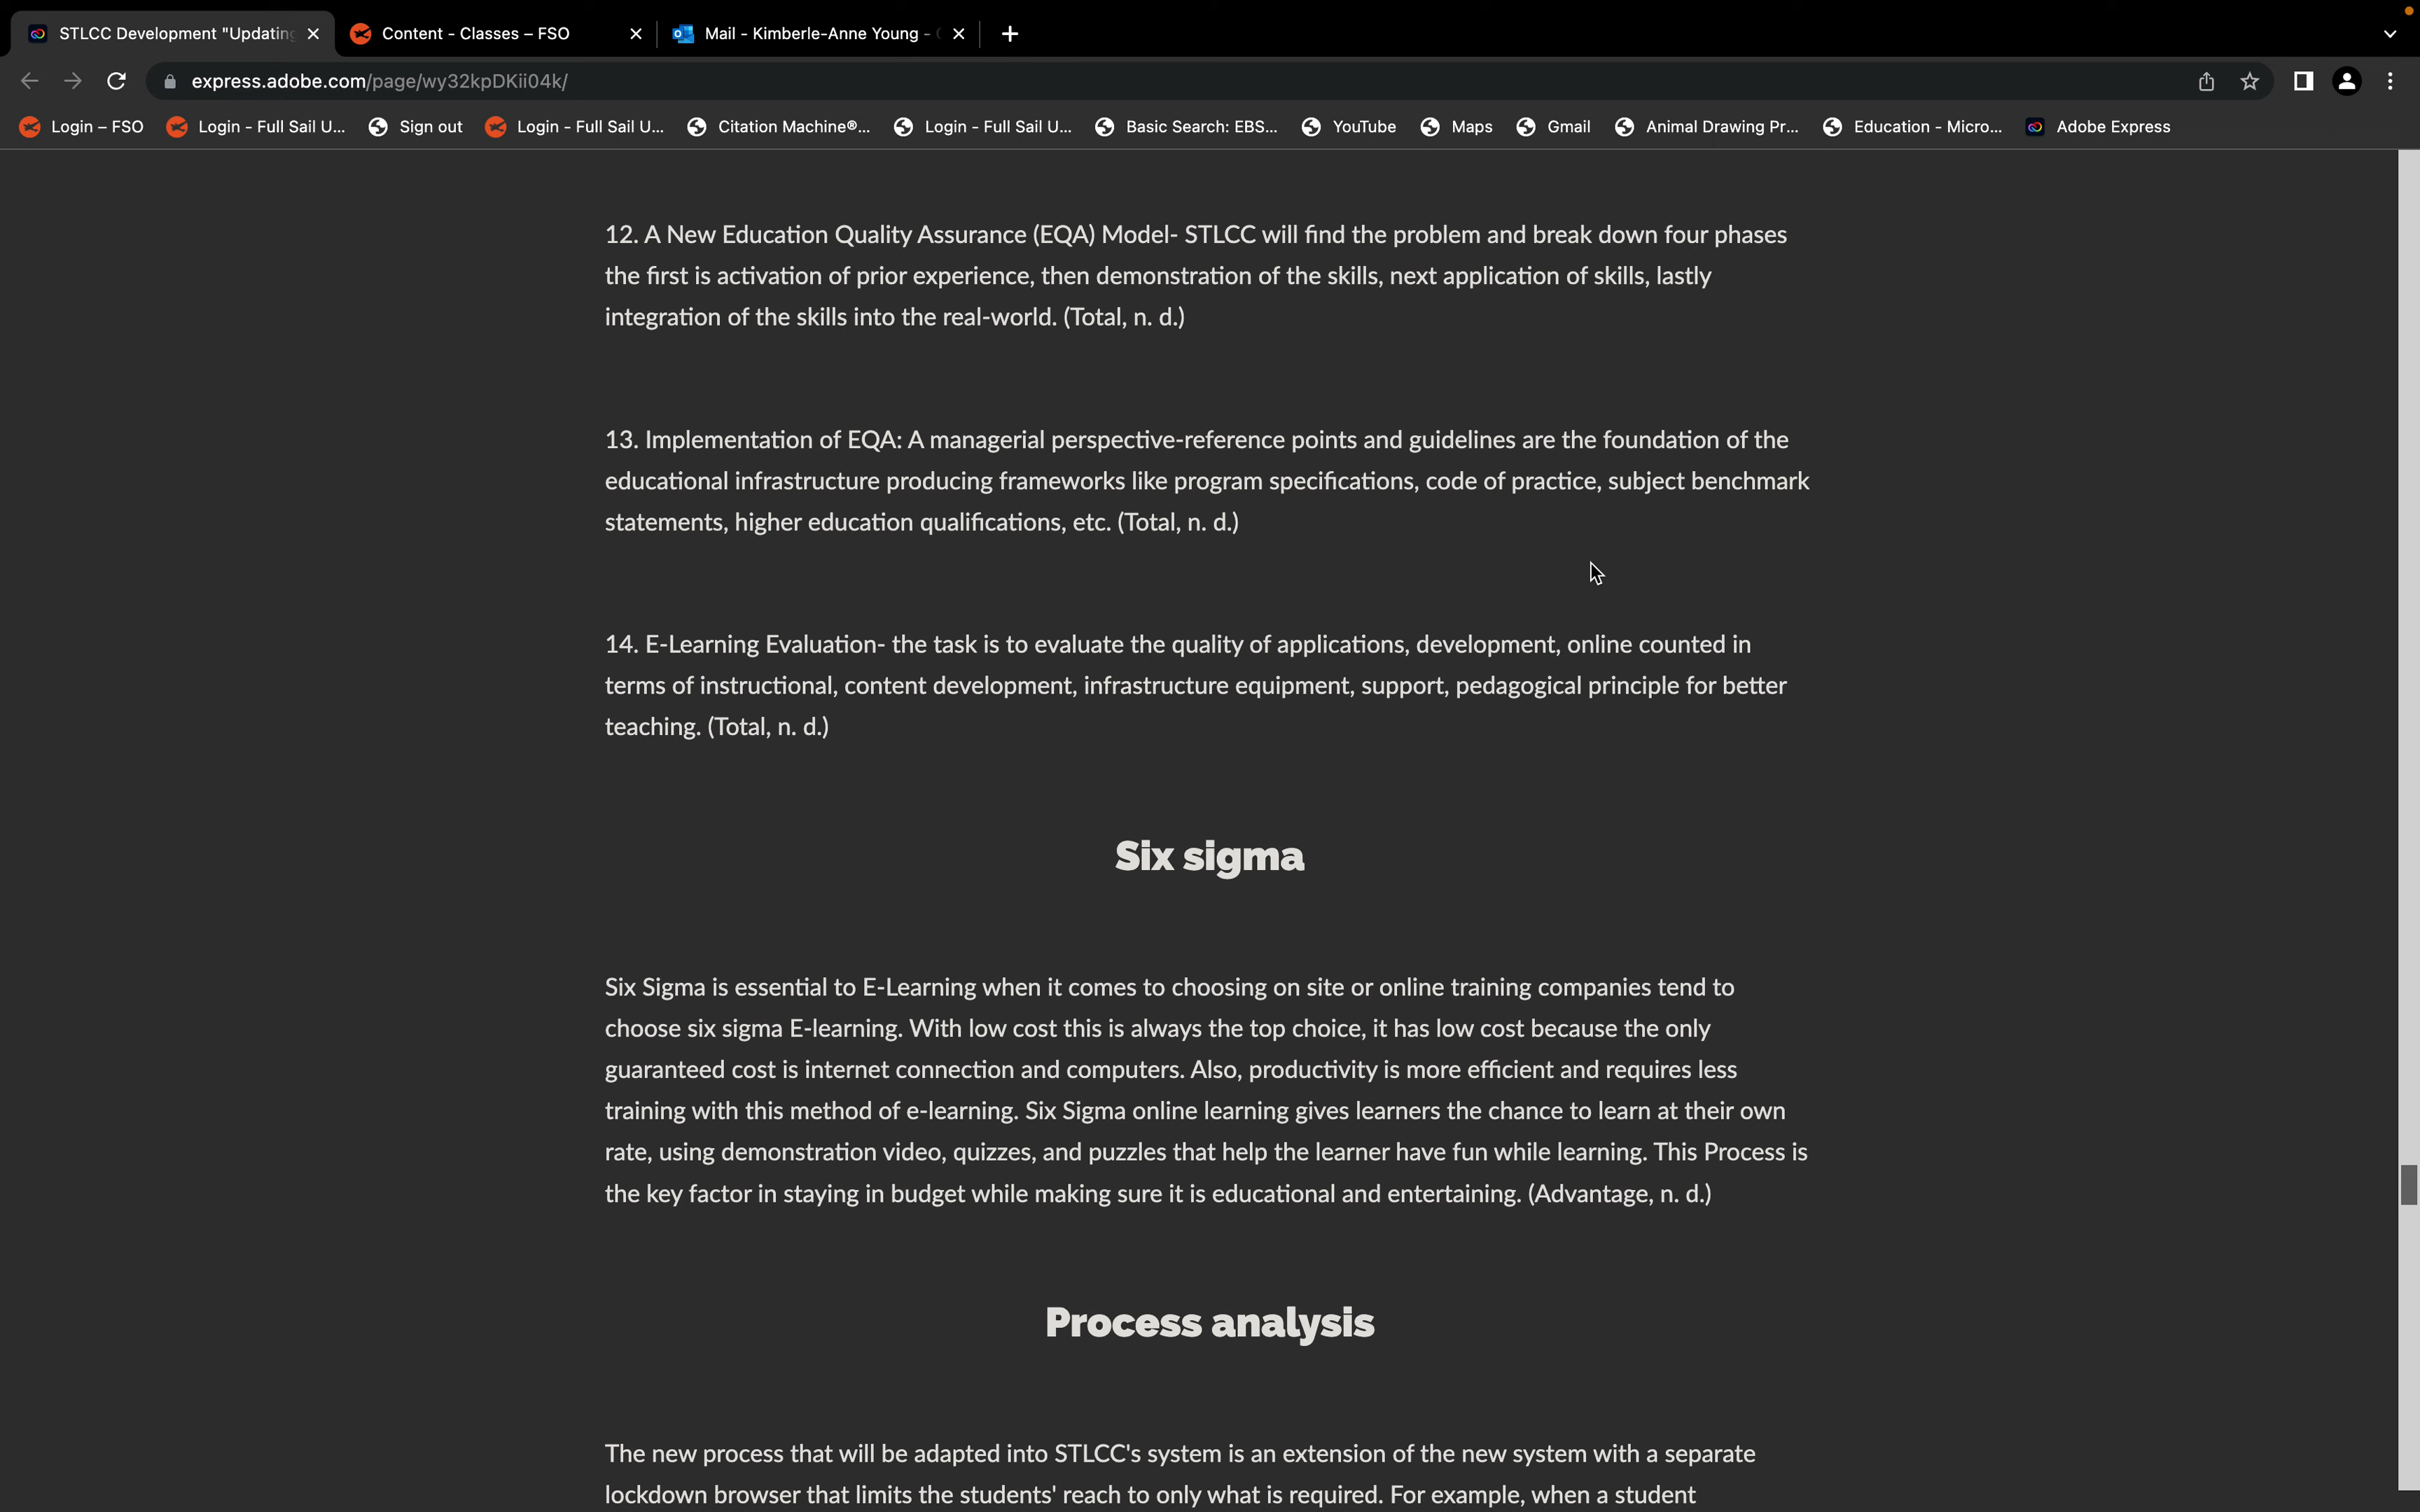 STLCC Development "Updating
Content - Classes – FSO
Mail - Kimberle-Anne Young -
express.adobe.com/page/wy32kpDKii04k/
Login – FSO
Login - Full Sail U...
Sign out
Login - Full Sail U...
Citation Machine®...
Login - Full Sail U...
Basic Search: EBS...
YouTube
Maps
Gmail
Animal Drawing Pr...
Education - Micro...
Adobe Express
12. A New Education Quality Assurance (EQA) Model- STLCC will find the problem and break down four phases
the first is activation of prior experience, then demonstration of the skills, next application of skills, lastly
integration of the skills into the real-world. (Total, n. d.)
13. Implementation of EQA: A managerial perspective-reference points and guidelines are the foundation of the
educational infrastructure producing frameworks like program specifications, code of practice, subject benchmark
statements, higher education qualifications, etc. (Total, n. d.)
14. E-Learning Evaluation- the task is to evaluate the quality of applications, development, online counted in
terms of instructional, content development, infrastructure equipment, support, pedagogical principle for better
teaching. (Total, n. d.)
Six sigma
Six Sigma is essential to E-Learning when it comes to choosing on site or online training companies tend to
choose six sigma E-learning. With low cost this is always the top choice, it has low cost because the only
guaranteed cost is internet connection and computers. Also, productivity is more efficient and requires less
training with this method of e-learning. Six Sigma online learning gives learners the chance to learn at their own
rate, using demonstration video, quizzes, and puzzles that help the learner have fun while learning. This Process is
the key factor in staying in budget while making sure it is educational and entertaining. (Advantage, n. d.)
Process analysis
The new process that will be adapted into STLCC's system is an extension of the new system with a separate
lockdown browser that limits the students' reach to only what is required. For example, when a student